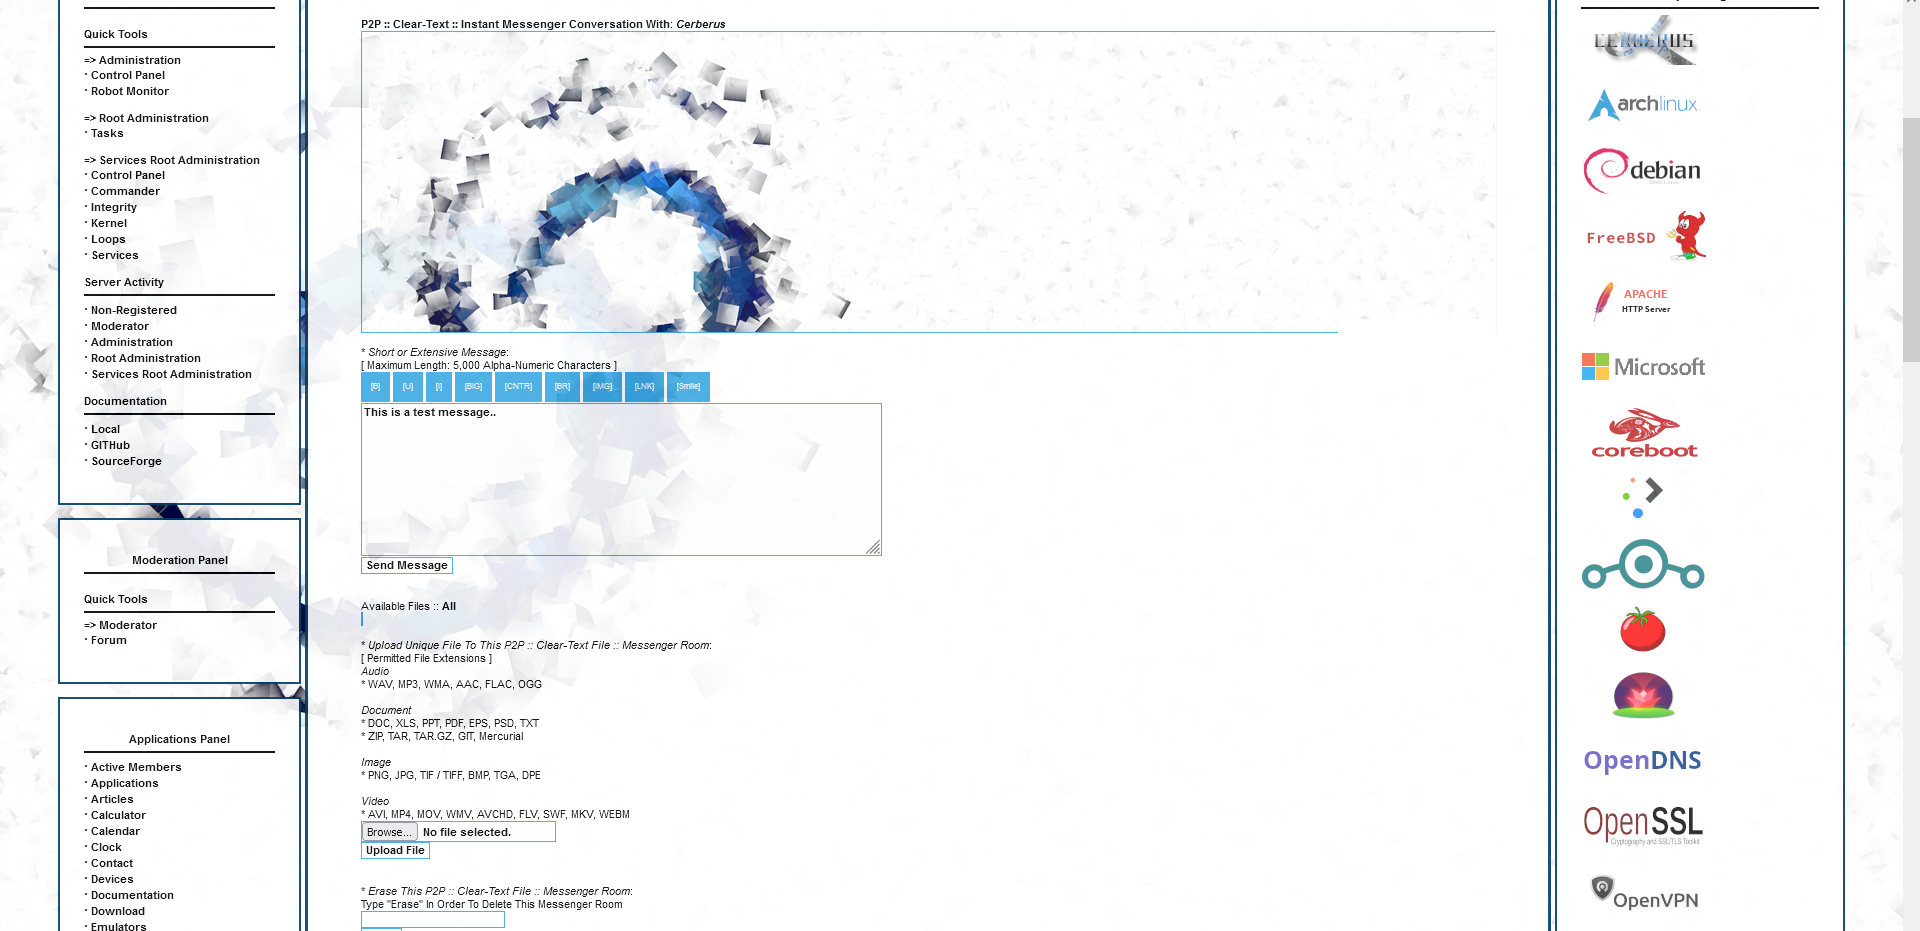 Quick Tools
=> Administration
· Control Panel
· Robot Monitor
=> Root Administration
· Tasks
=> Services Root Administration
· Control Panel
· Commander
· Integrity
· Kernel
· Loops
· Services
Server Activity
· Non-Registered
· Moderator
· Administration
· Root Administration
· Services Root Administration
Documentation
· Local
· GITHub
· SourceForge
Moderation Panel
Quick Tools
=> Moderator
· Forum
Applications Panel
· Active Members
· Applications
· Articles
· Calculator
· Calendar
· Clock
· Contact
· Devices
· Documentation
· Download
· Emulators
P2P :: Clear-Text :: Instant Messenger Conversation With: Cerberus
* Short or Extensive Message:
[ Maximum Length: 5,000 Alpha-Numeric Characters ]
[B] [U] [I] [BIG] [CNTR] [BR] [IMG] [LNK] [Smile]
This is a test message..
Send Message
Available Files :: All
* Upload Unique File To This P2P :: Clear-Text File :: Messenger Room:
[ Permitted File Extensions ]
Audio
* WAV, MP3, WMA, AAC, FLAC, OGG
Document
* DOC, XLS, PPT, PDF, EPS, PSD, TXT
* ZIP, TAR, TAR.GZ, GIT, Mercurial
Image
* PNG, JPG, TIF / TIFF, BMP, TGA, DPE
Video
* AVI, MP4, MOV, WMV, AVCHD, FLV, SWF, MKV, WEBM
Browse... No file selected.
Upload File
* Erase This P2P :: Clear-Text File :: Messenger Room:
Type "Erase" In Order To Delete This Messenger Room
CERBERUS
archlinux
debian
FreeBSD
APACHE
HTTP Server
Microsoft
coreboot
OpenDNS
OpenSSL
Cryptography and SSL/TLS Toolkit
OpenVPN